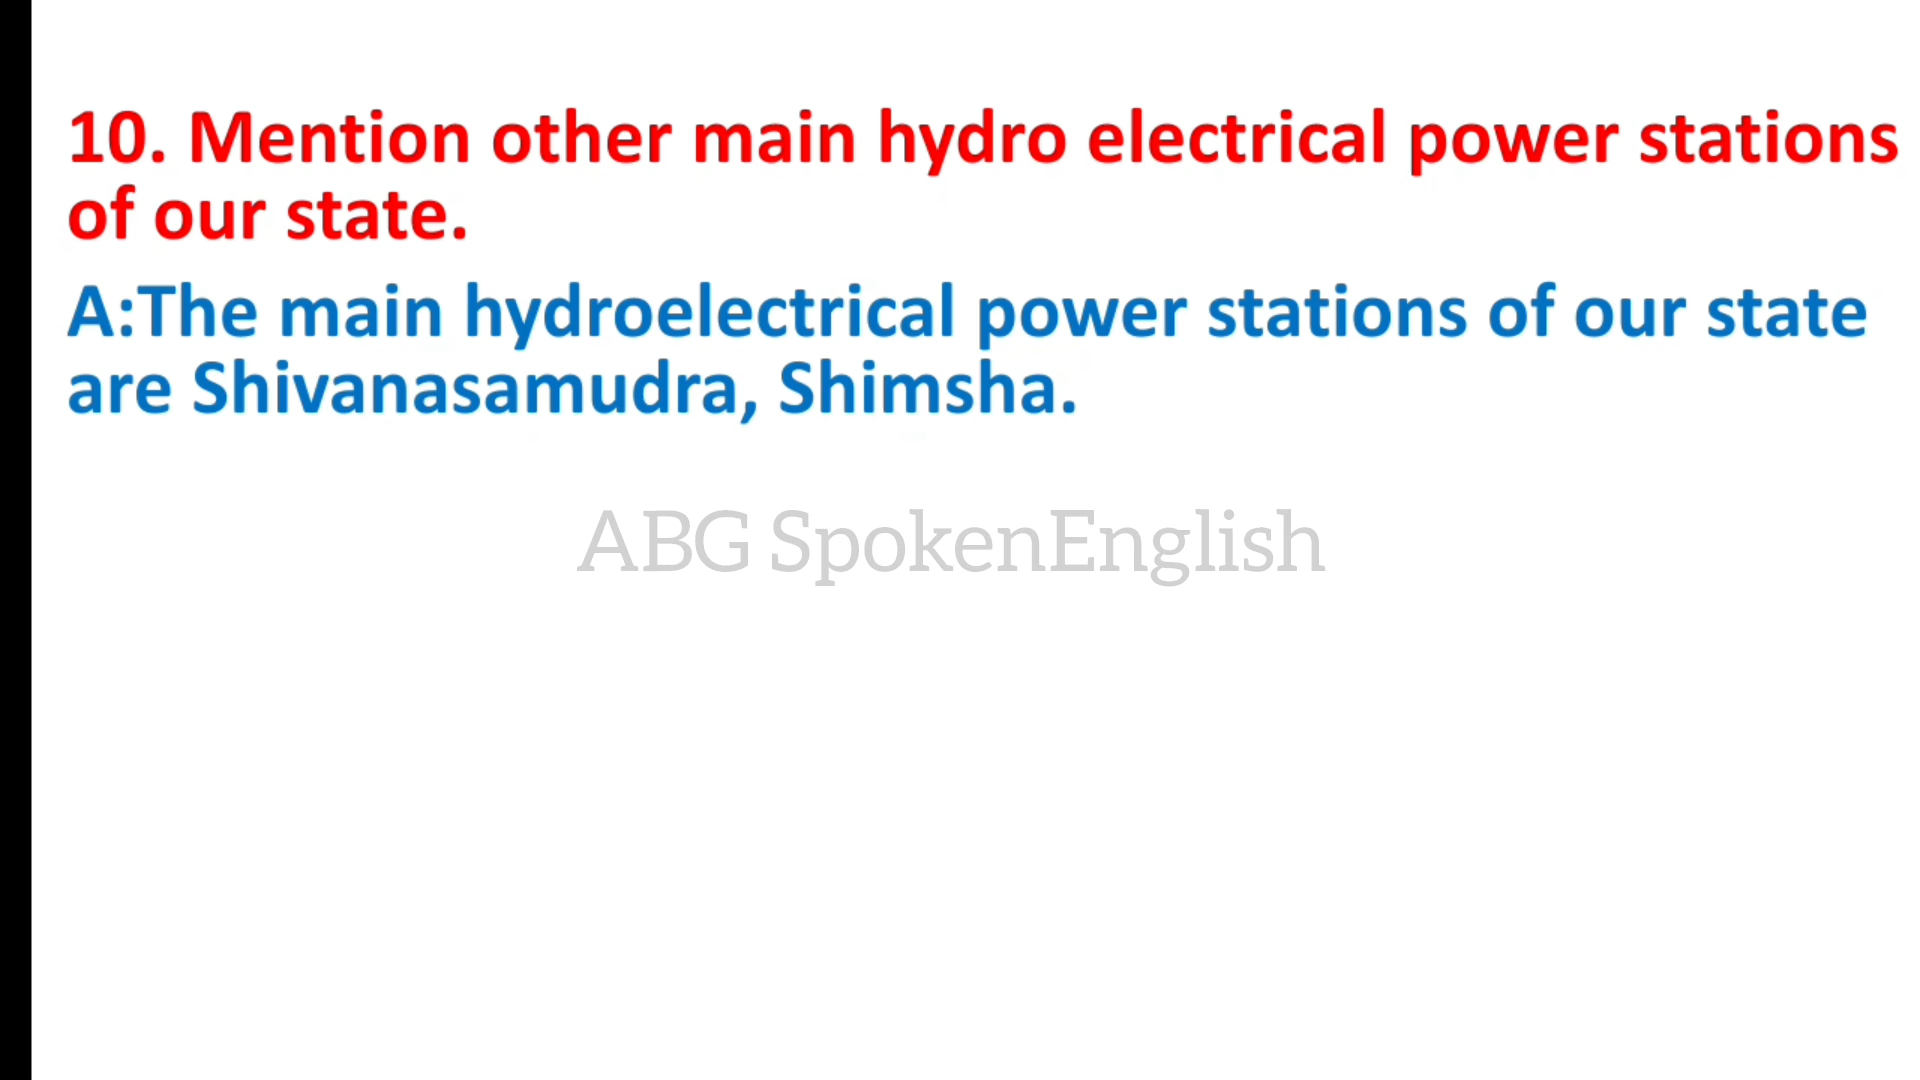 10. Mention other main hydro electrical power stations
of our state.
A:The main hydroelectrical power stations of our state
are Shivanasamudra, Shimsha.
ABG SpokenEnglish